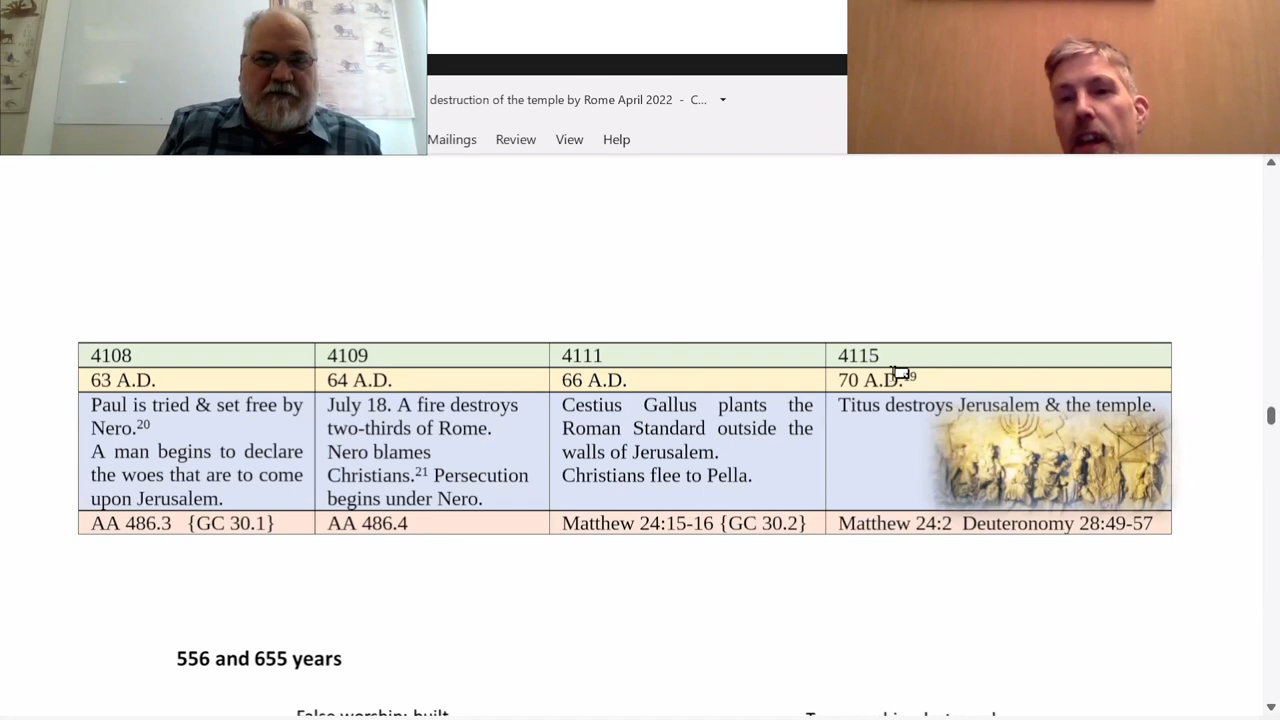 destruction of the temple by Rome April 2022 - C...
Mailings Review View Help
4108 4109 4111 4115
63 A.D. 64 A.D. 66 A.D. 70 A.D.
Paul is tried & set free by
Nero.20
A man begins to declare
the woes that are to come
upon Jerusalem.
July 18. A fire destroys
two-thirds of Rome.
Nero blames
Christians.21 Persecution
begins under Nero.
Cestius Gallus plants the
Roman Standard outside the
walls of Jerusalem.
Christians flee to Pella.
Titus destroys Jerusalem & the temple.
AA 486.3 {GC 30.1} AA 486.4 Matthew 24:15-16 {GC 30.2} Matthew 24:2 Deuteronomy 28:49-57
556 and 655 years
False worship: built